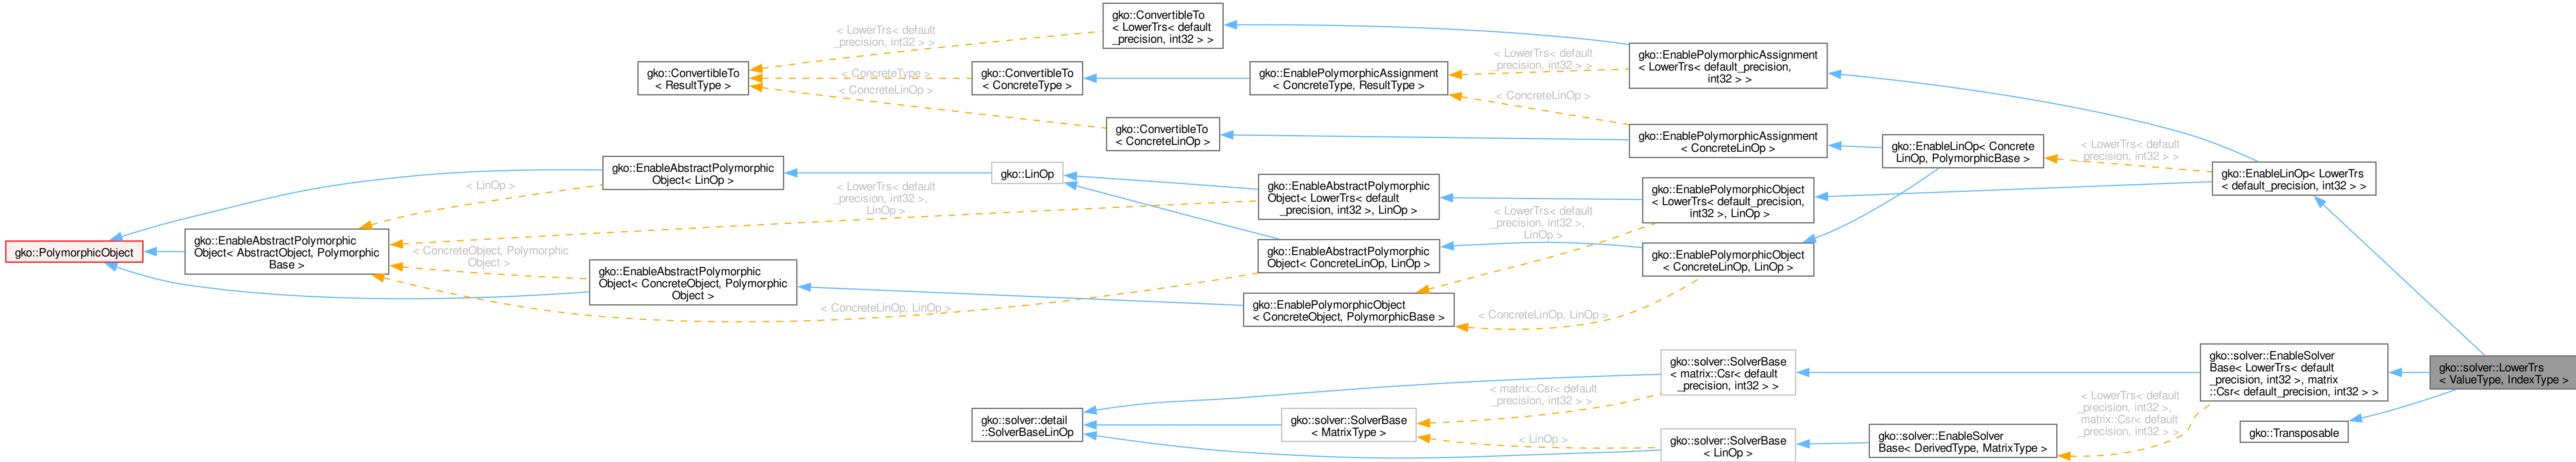 gko::ConvertibleTo
< LowerTrs< default
_precision, int32 > >
< LowerTrs< default
_precision, int32 > >
gko::ConvertibleTo
< ResultType >
< ConcreteType >
< ConcreteLinOp >
gko::ConvertibleTo
< ConcreteType >
gko::EnablePolymorphicAssignment
< ConcreteType, ResultType >
< LowerTrs< default
_precision, int32 > >
gko::EnablePolymorphicAssignment
< LowerTrs< default_precision,
int32 > >
< ConcreteLinOp >
gko::ConvertibleTo
< ConcreteLinOp >
gko::EnablePolymorphicAssignment
< ConcreteLinOp >
gko::EnableLinOp< Concrete
LinOp, PolymorphicBase >
< LowerTrs< default
_precision, int32 > >
gko::EnableLinOp< LowerTrs
< default_precision, int32 > >
gko::EnableAbstractPolymorphic
Object< LinOp >
< LinOp >
gko::LinOp
< LowerTrs< default
_precision, int32 >,
LinOp >
gko::EnableAbstractPolymorphic
Object< LowerTrs< default
_precision, int32 >, LinOp >
gko::EnablePolymorphicObject
< LowerTrs< default_precision,
int32 >, LinOp >
< LowerTrs< default
_precision, int32 >,
LinOp >
gko::PolymorphicObject
gko::EnableAbstractPolymorphic
Object< AbstractObject, Polymorphic
Base >
< ConcreteObject, Polymorphic
Object >
gko::EnableAbstractPolymorphic
Object< ConcreteLinOp, LinOp >
gko::EnablePolymorphicObject
< ConcreteLinOp, LinOp >
gko::EnableAbstractPolymorphic
Object< ConcreteObject, Polymorphic
Object >
< ConcreteLinOp, LinOp >
gko::EnablePolymorphicObject
< ConcreteObject, PolymorphicBase >
< ConcreteLinOp, LinOp >
gko::solver::SolverBase
< matrix::Csr< default
_precision, int32 > >
gko::solver::EnableSolver
Base< LowerTrs< default
_precision, int32 >, matrix
::Csr< default_precision, int32 > >
gko::solver::LowerTrs
< ValueType, IndexType >
< matrix::Csr< default
_precision, int32 > >
gko::solver::detail
::SolverBaseLinOp
gko::solver::SolverBase
< MatrixType >
< LinOp >
gko::solver::SolverBase
< LinOp >
gko::solver::EnableSolver
Base< DerivedType, MatrixType >
< LowerTrs< default
_precision, int32 >,
matrix::Csr< default
_precision, int32 > >
gko::Transposable